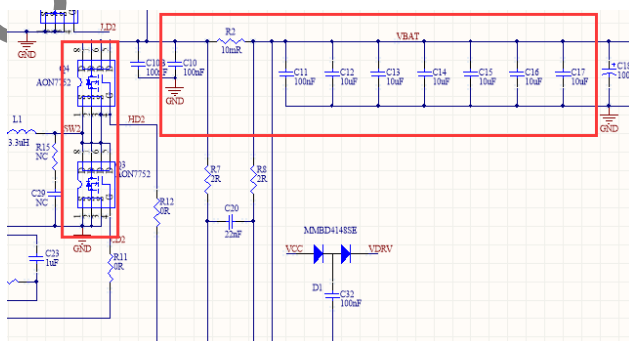 LD2
GND
Q4
AON7752
C103
100nF
C10
100nF
GND
R2
10mR
VBAT
C11
100nF
C12
10uF
C13
10uF
C14
10uF
C15
10uF
C16
10uF
C17
10uF
GND
HD2
L1
3.3uH
SW2
R15
NC
C29
NC
Q3
AON7752
GND
LD2
R12
0R
R11
0R
C23
1uF
R7
2R
R8
2R
C20
22nF
MMBD4148SE
VCC
VDRV
D1
C32
100nF